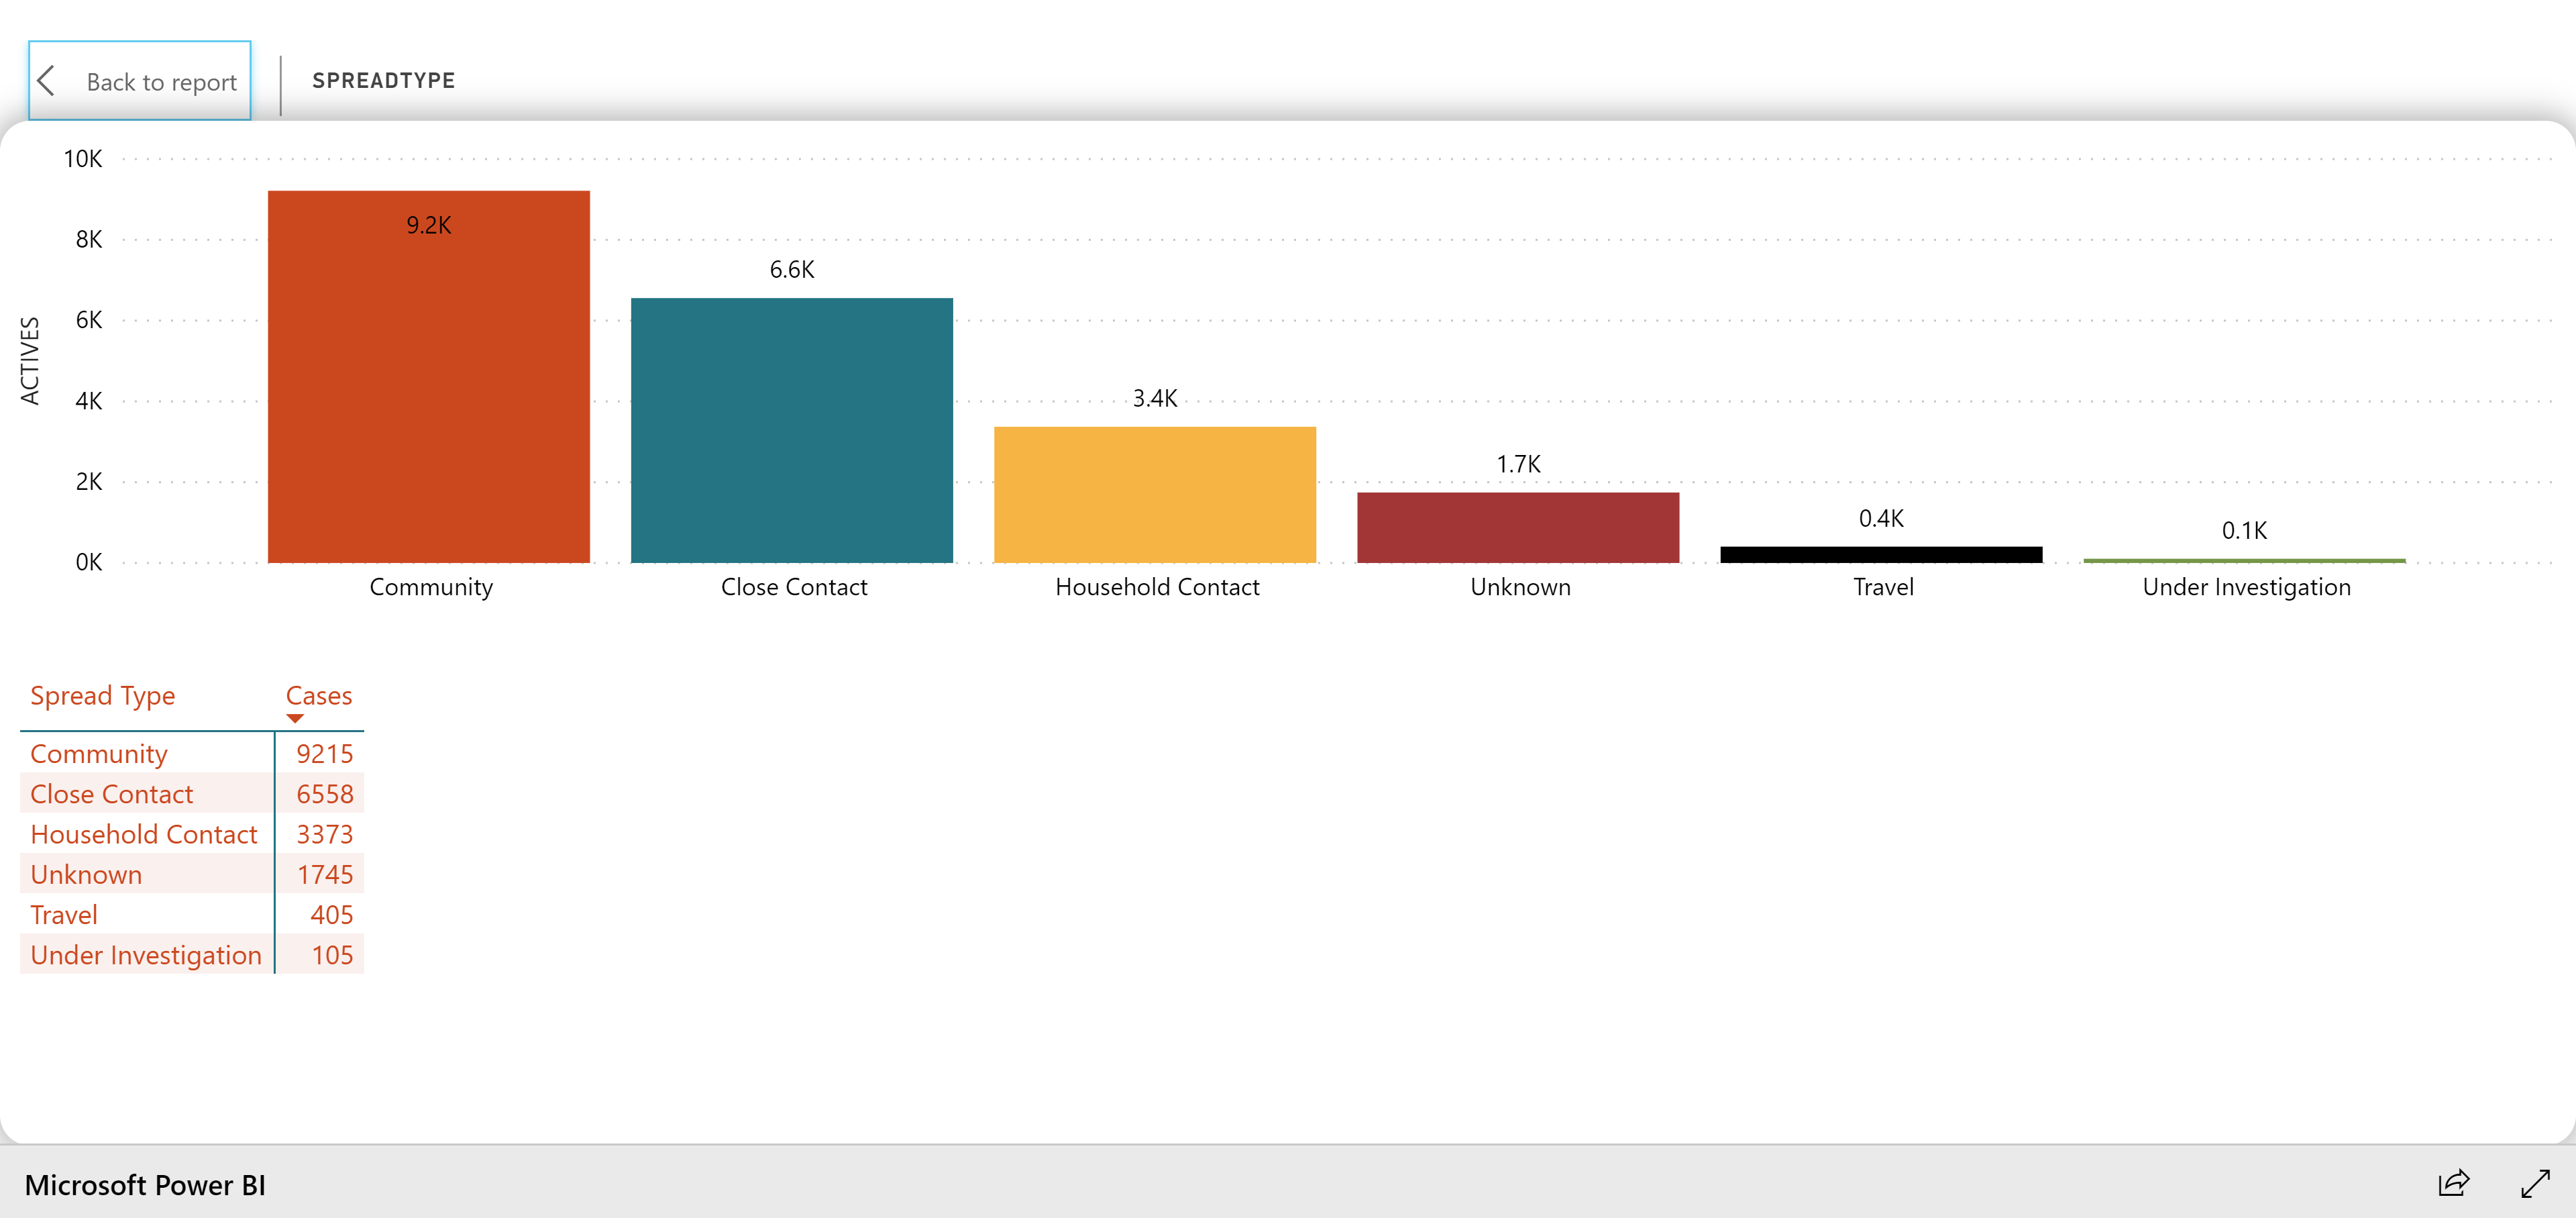 Back to report
SPREADTYPE
10K
8K
6K
4K
2K
0K
ACTIVES
9.2K
6.6K
3.4K
1.7K
0.4K
0.1K
Community Close Contact Household Contact Unknown Travel Under Investigation
Spread Type Cases
Community 9215
Close Contact 6558
Household Contact 3373
Unknown 1745
Travel 405
Under Investigation 105
Microsoft Power BI